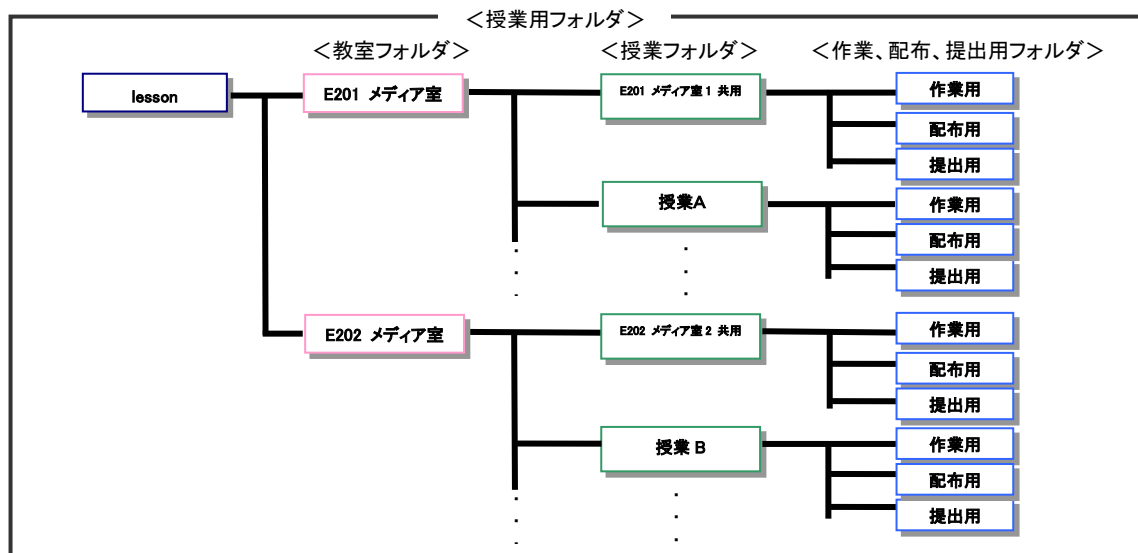 ＜授業用フォルダ＞
＜教室フォルダ＞ ＜授業フォルダ＞ ＜作業、配布、提出用フォルダ＞
lesson
E201 メディア室
E201 メディア室1 共用
作業用
配布用
提出用
授業A
作業用
配布用
提出用
E202 メディア室
E202 メディア室2 共用
作業用
配布用
提出用
授業 B
作業用
配布用
提出用